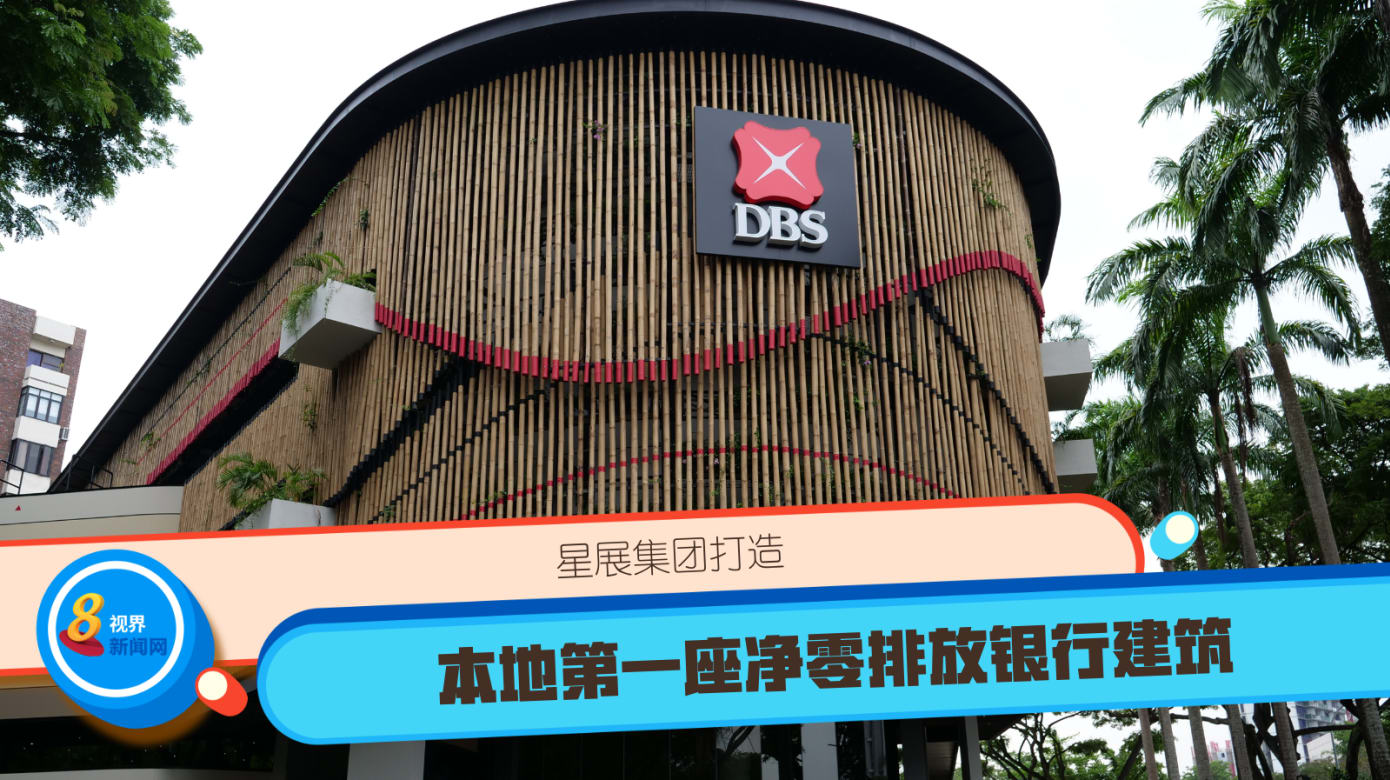 DBS
星展集团打造
8视界
新闻网
本地第一座净零排放银行建筑